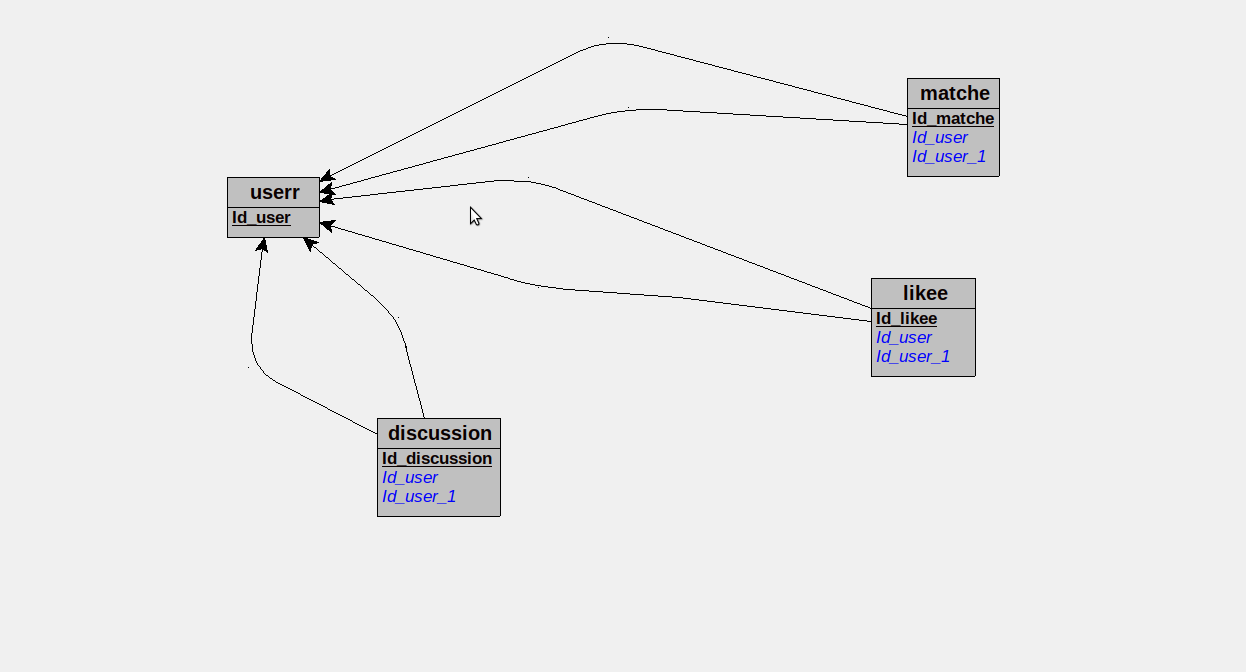 matche
Id_matche
Id_user
Id_user_1
userr
Id_user
likee
Id_likee
Id_user
Id_user_1
discussion
Id_discussion
Id_user
Id_user_1